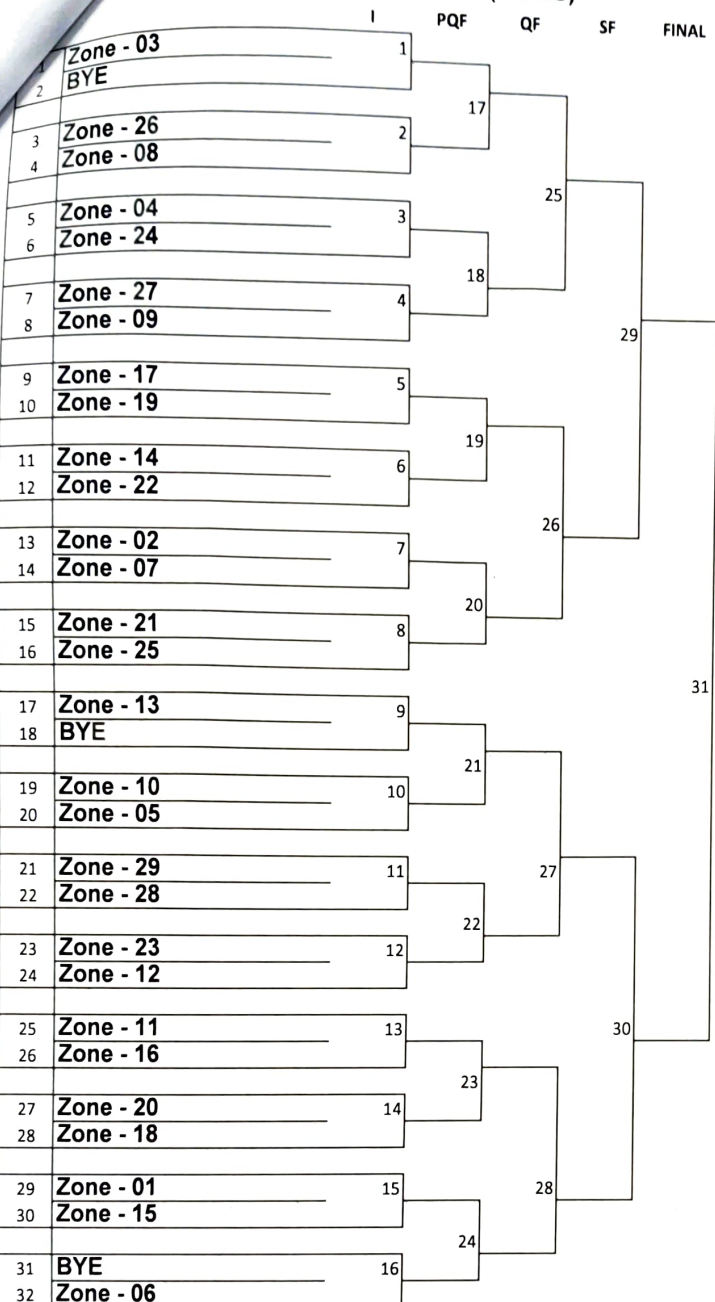 I PQF QF SF FINAL
1 Zone - 03 1
2 BYE
17
3 Zone - 26 2
4 Zone - 08
25
5 Zone - 04 3
6 Zone - 24
18
7 Zone - 27 4
8 Zone - 09
29
9 Zone - 17 5
10 Zone - 19
19
11 Zone - 14 6
12 Zone - 22
26
13 Zone - 02 7
14 Zone - 07
20
15 Zone - 21 8
16 Zone - 25
31
17 Zone - 13 9
18 BYE
21
19 Zone - 10 10
20 Zone - 05
21 Zone - 29 11
27
22 Zone - 28
22
23 Zone - 23 12
24 Zone - 12
25 Zone - 11 13
30
26 Zone - 16
23
27 Zone - 20 14
28 Zone - 18
29 Zone - 01 15
28
30 Zone - 15
24
31 BYE 16
32 Zone - 06